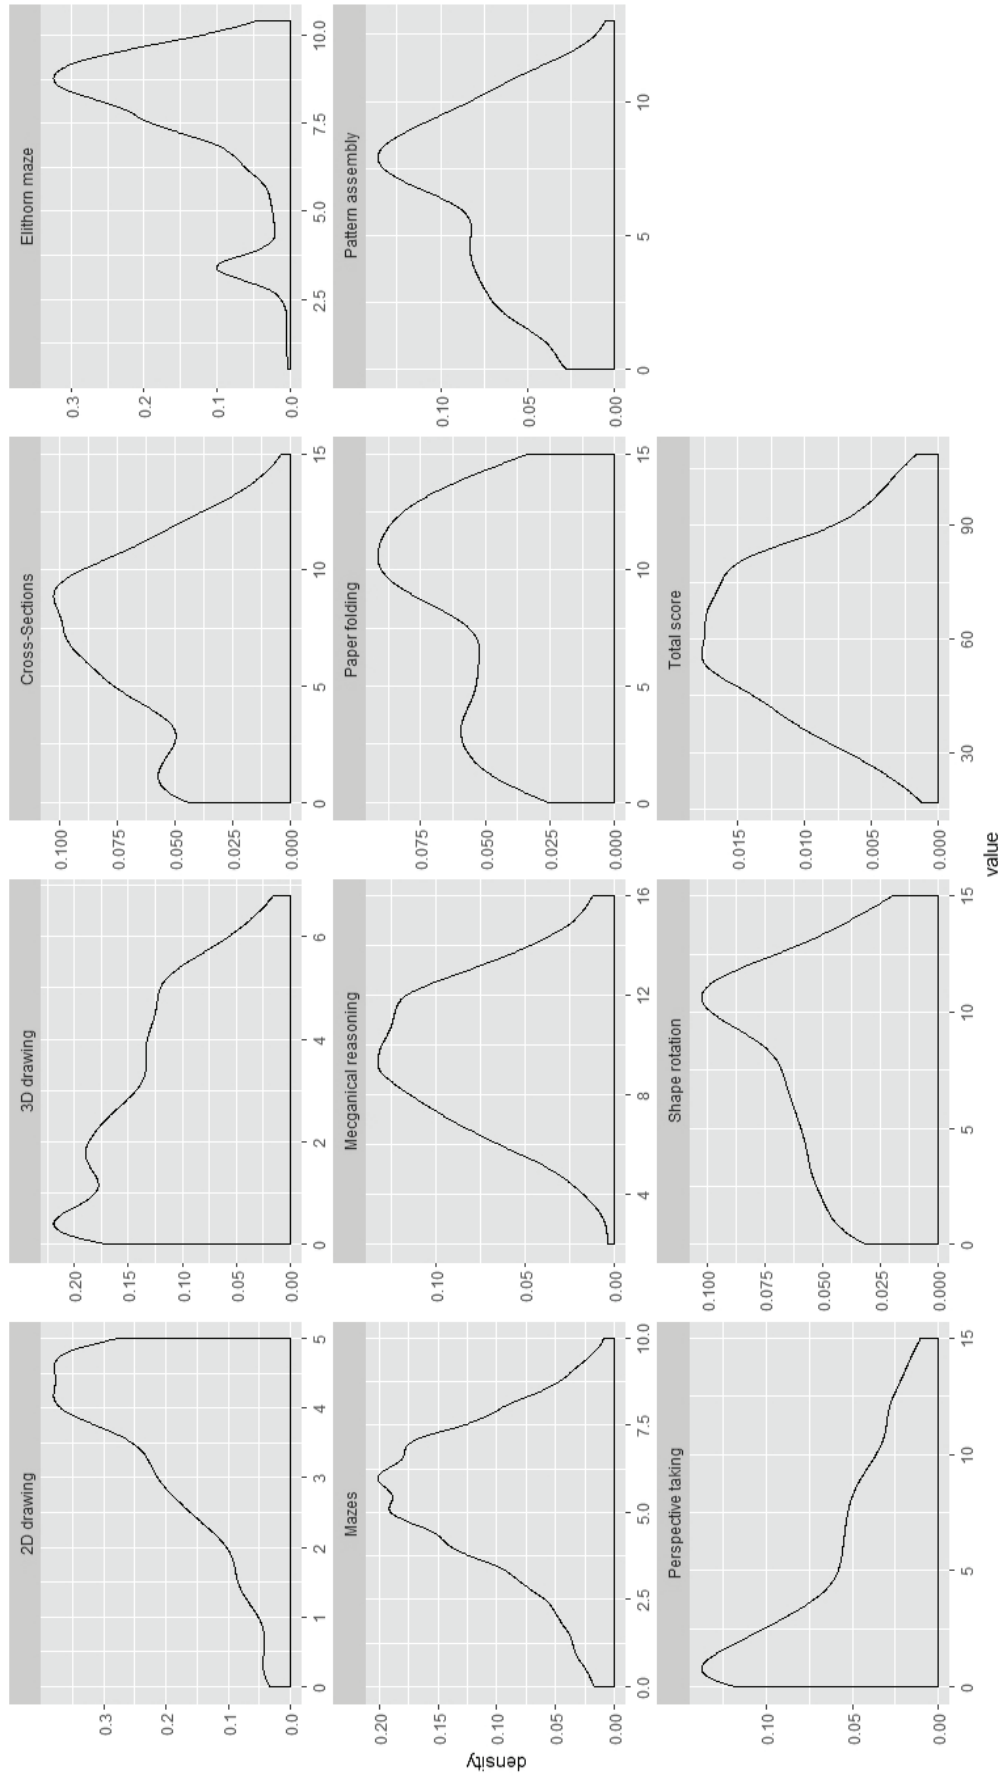 2D drawing
3D drawing
Cross-Sections
Elithorn maze
0.3
0.2
0.1
0.0
0 1 2 3 4 5
0.20
0.15
0.10
0.05
0.00
0 2 4 6
0.100
0.075
0.050
0.025
0.000
0 5 10 15
0.3
0.2
0.1
0.0
2.5 5.0 7.5 10.0
Mazes
Mecganical reasoning
Paper folding
Pattern assembly
0.20
0.15
0.10
0.05
0.00
0.0 2.5 5.0 7.5 10.0
0.10
0.05
0.00
4 8 12 16
0.075
0.050
0.025
0.000
0 5 10 15
0.10
0.05
0.00
0 5 10
Perspective taking
Shape rotation
Total score
0.10
0.05
0.00
0 5 10 15
0.100
0.075
0.050
0.025
0.000
0 5 10 15
0.015
0.010
0.005
0.000
30 60 90
density
value